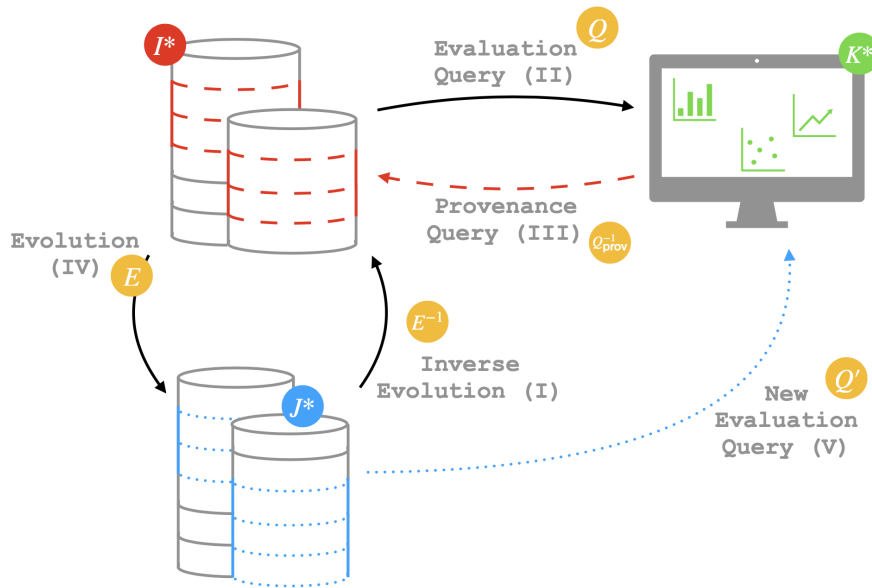 I*
Q
Evaluation
Query (II)
K*
Provenance
Query (III)
Q⁻¹prov
Evolution
(IV)
E
E⁻¹
Inverse
Evolution (I)
J*
Q′
New
Evaluation
Query (V)